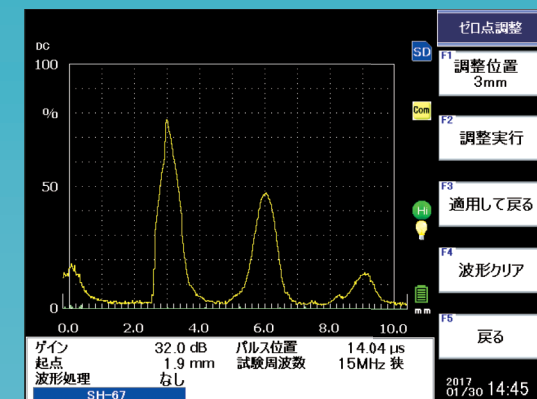 ゼロ点調整
DC
SD
100
F1
調整位置
3mm
%
Com
F2
調整実行
50
F3
適用して戻る
Hi
F4
波形クリア
0
mm
F5
戻る
0.0 2.0 4.0 6.0 8.0 10.0
ゲイン 32.0 dB パルス位置 14.04 μs
起点 1.9 mm 試験周波数 15MHz 狭
波形処理 なし
SH-67
2017
01/30 14:45